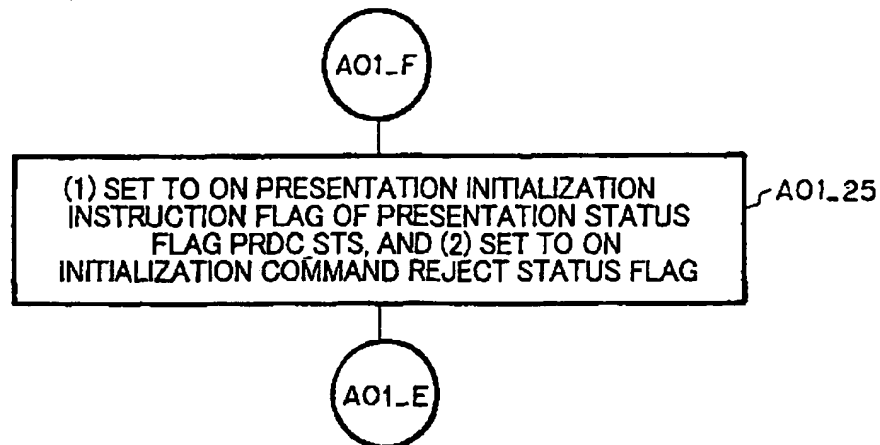 A01_F
(1) SET TO ON PRESENTATION INITIALIZATION
INSTRUCTION FLAG OF PRESENTATION STATUS
FLAG PRDC STS, AND (2) SET TO ON
INITIALIZATION COMMAND REJECT STATUS FLAG
A01_25
A01_E